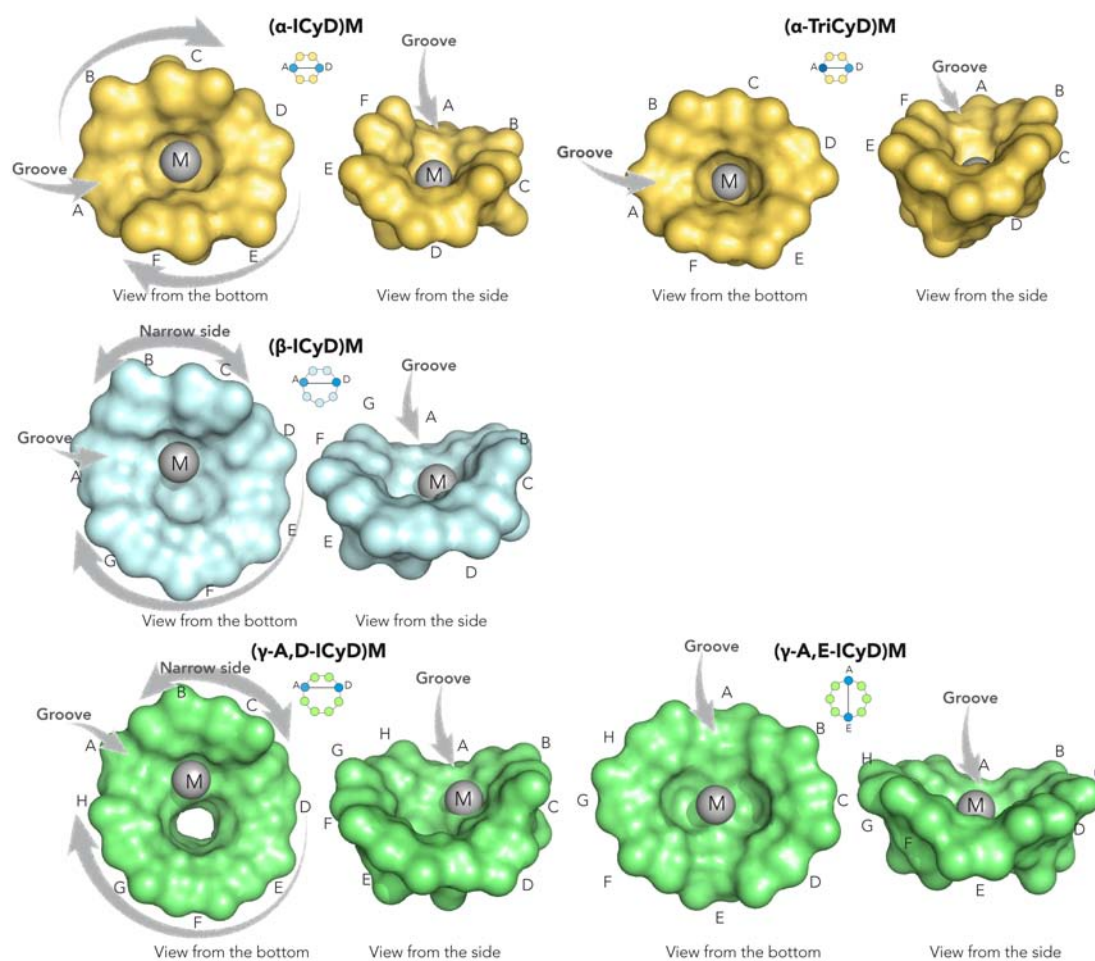 (α-ICyD)M
Groove
A D
C
B
D
M
Groove
A
F
E
View from the bottom
F
A
B
E
M
C
D
View from the side
(α-TriCyD)M
Groove
A D
C
B
D
M
Groove
A
F
E
View from the bottom
F
A
B
E
C
D
View from the side
Narrow side
(β-ICyD)M
Groove
A D
B
C
D
M
Groove
A
E
G
F
View from the bottom
G
A
F
B
M
C
E
D
View from the side
(γ-A,D-ICyD)M
Narrow side
Groove
A D
B
C
Groove
A
M
H
D
G
E
F
View from the bottom
H
A
G
B
M
C
F
E
D
View from the side
(γ-A,E-ICyD)M
Groove
A
E
A
H
B
M
G
C
F
D
E
View from the bottom
Groove
A
B
H
M
G
D
F
E
View from the side